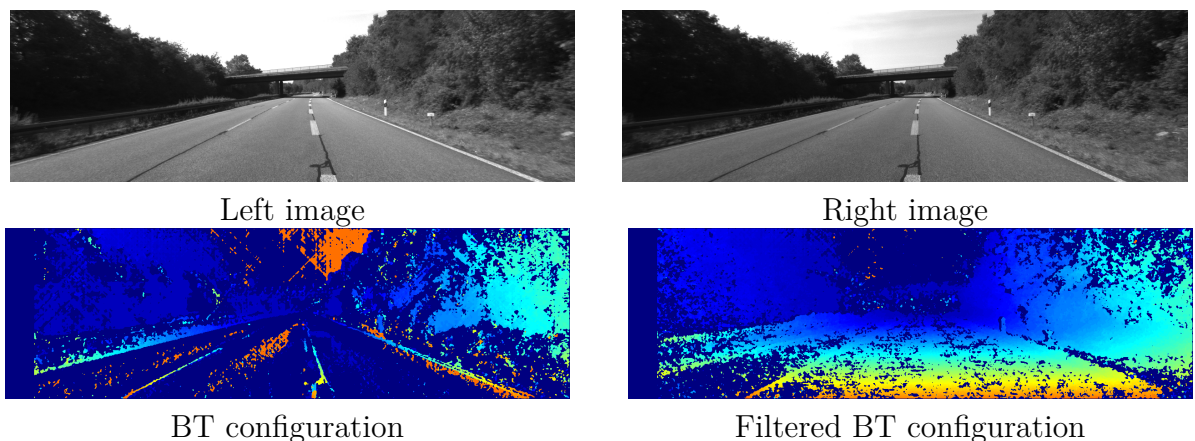 Left image
Right image
BT configuration
Filtered BT configuration